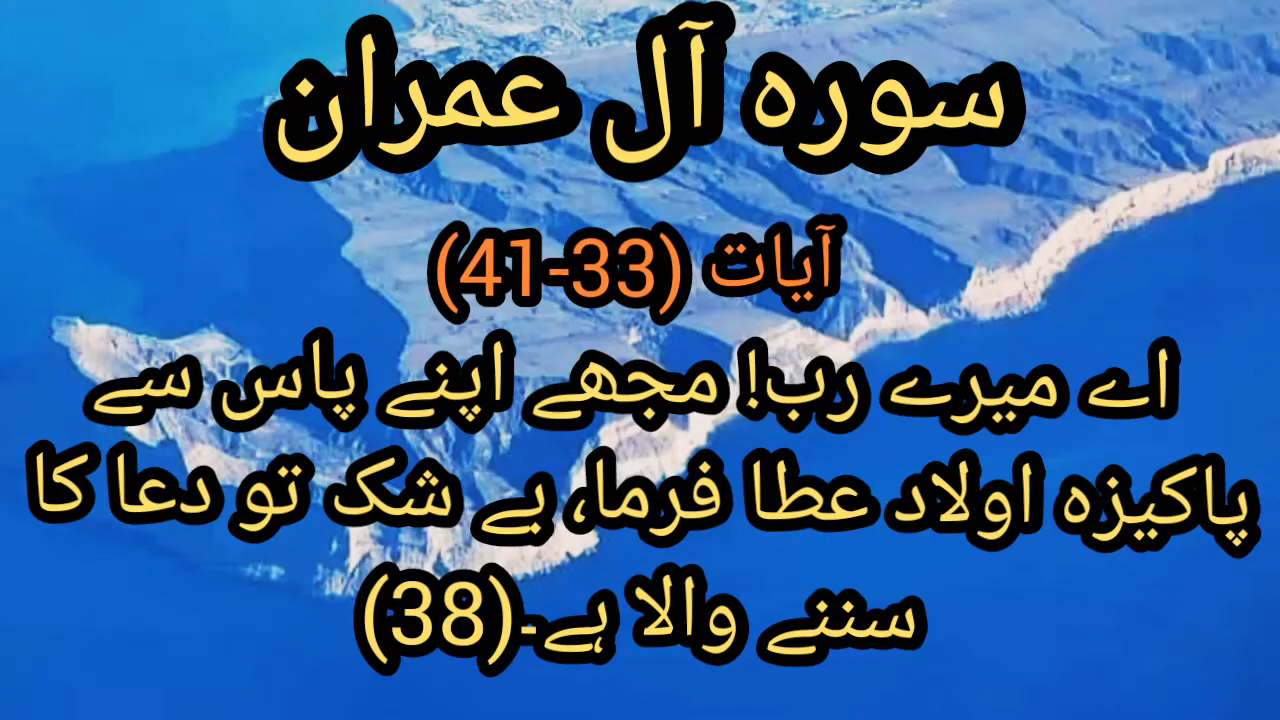 سورہ آل عمران
آیات (33-41)
اے میرے رب! مجھے اپنے پاس سے
پاکیزہ اولاد عطا فرما، بے شک تو دعا کا
سننے والا ہے۔(38)